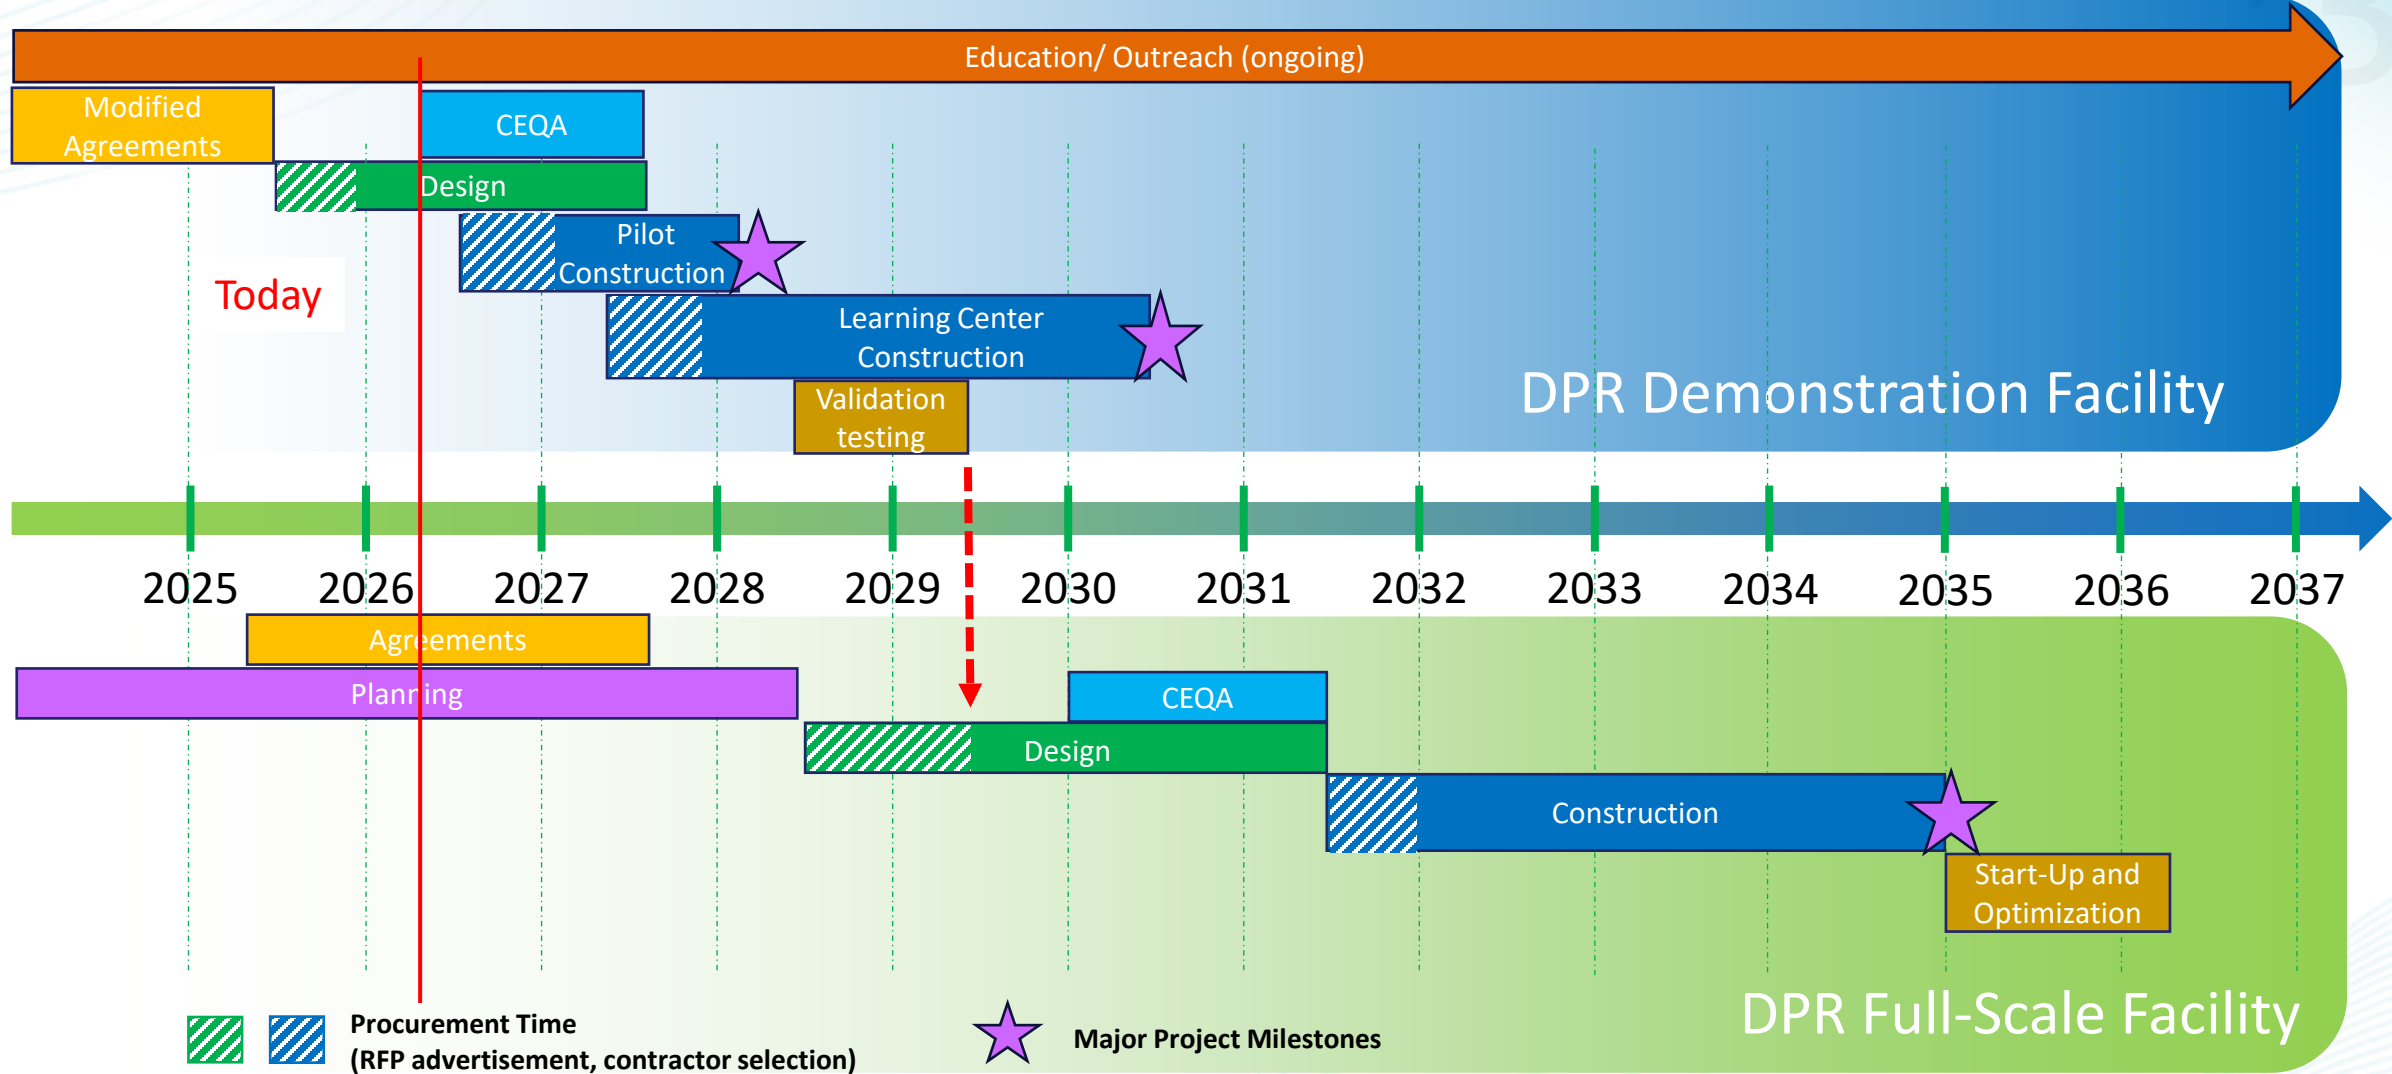 Education/ Outreach (ongoing)
Modified
Agreements
CEQA
Design
Pilot
Construction
Today
Learning Center
Construction
Validation
testing
DPR Demonstration Facility
2025 2026 2027 2028 2029 2030 2031 2032 2033 2034 2035 2036 2037
Agreements
Planning
CEQA
Design
Construction
Start-Up and
Optimization
DPR Full-Scale Facility
Procurement Time
(RFP advertisement, contractor selection)
Major Project Milestones